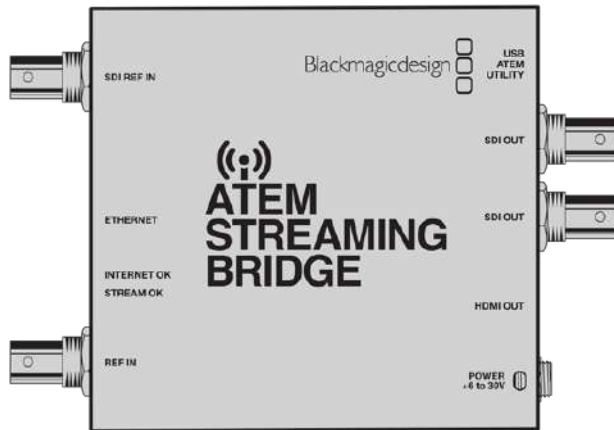 SDI REF IN
Blackmagicdesign
USB
ATEM
UTILITY
SDI OUT
ATEM
STREAMING
BRIDGE
ETHERNET
SDI OUT
INTERNET OK
STREAM OK
HDMI OUT
REF IN
POWER
+6 to 30V